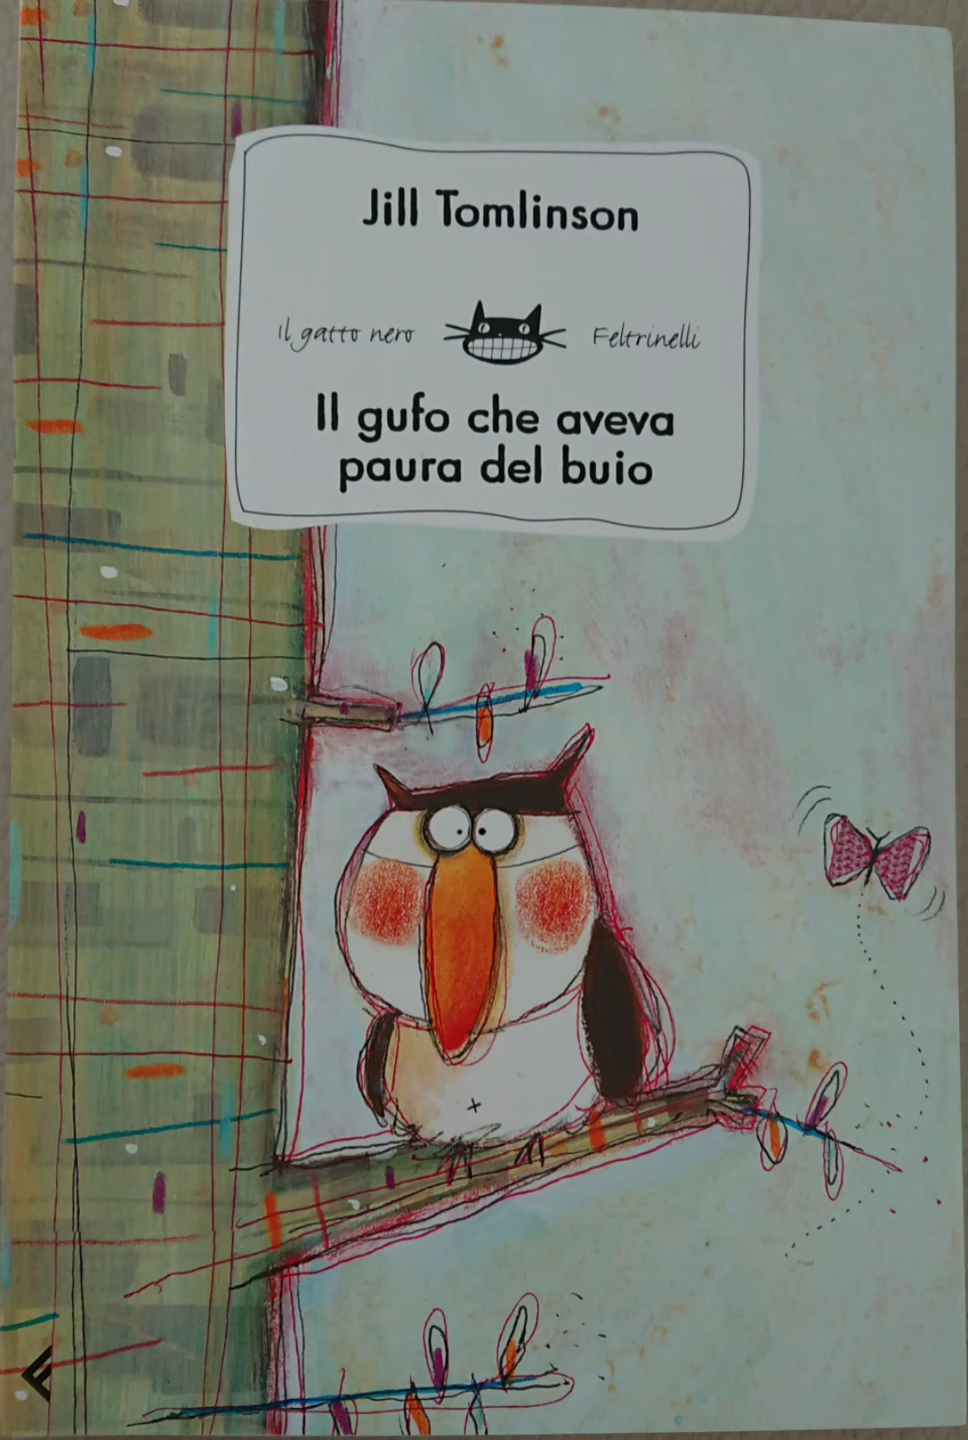 Jill Tomlinson
Il gatto nero Feltrinelli
Il gufo che aveva
paura del buio